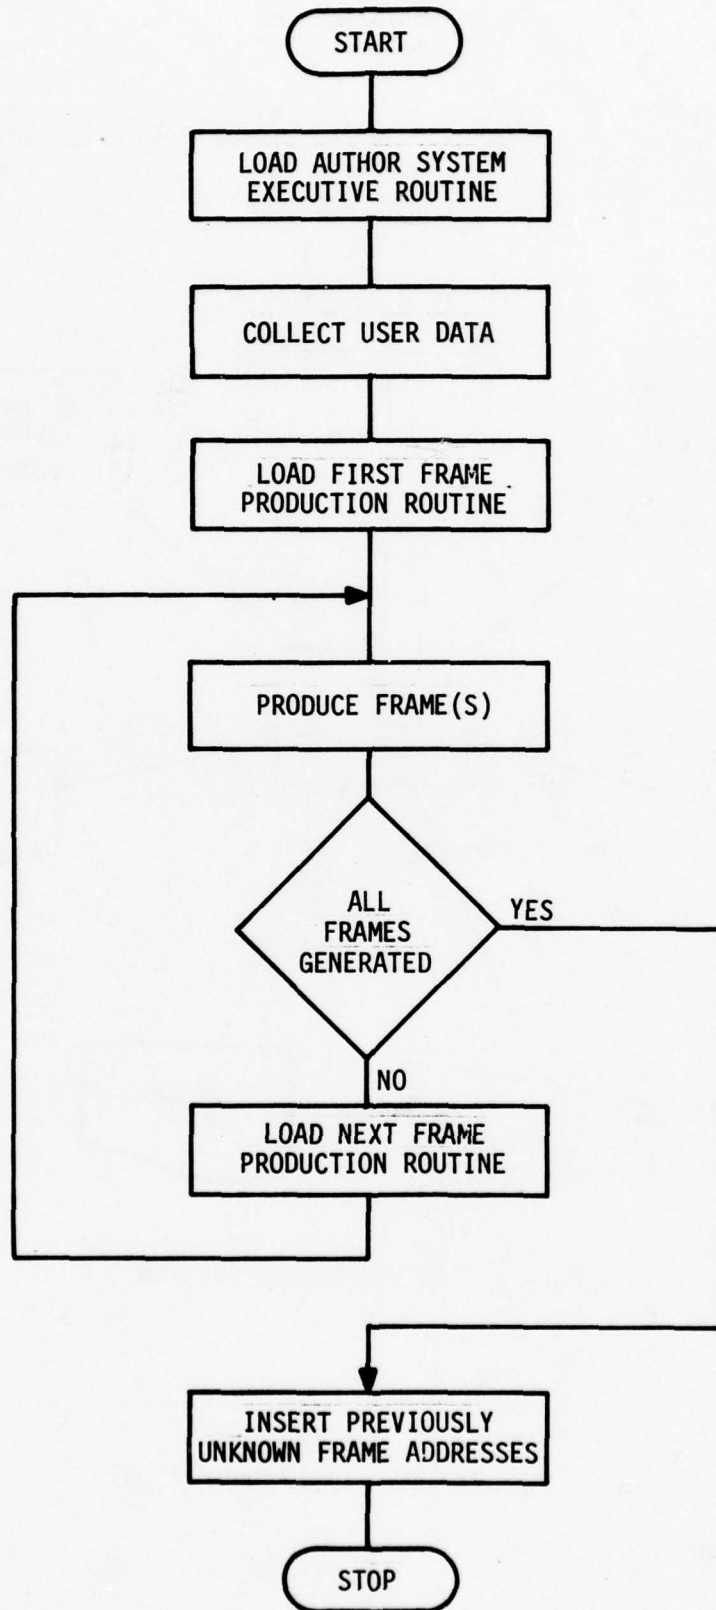 START
LOAD AUTHOR SYSTEM
EXECUTIVE ROUTINE
COLLECT USER DATA
LOAD FIRST FRAME
PRODUCTION ROUTINE
PRODUCE FRAME(S)
ALL
FRAMES
GENERATED
YES
NO
LOAD NEXT FRAME
PRODUCTION ROUTINE
INSERT PREVIOUSLY
UNKNOWN FRAME ADDRESSES
STOP